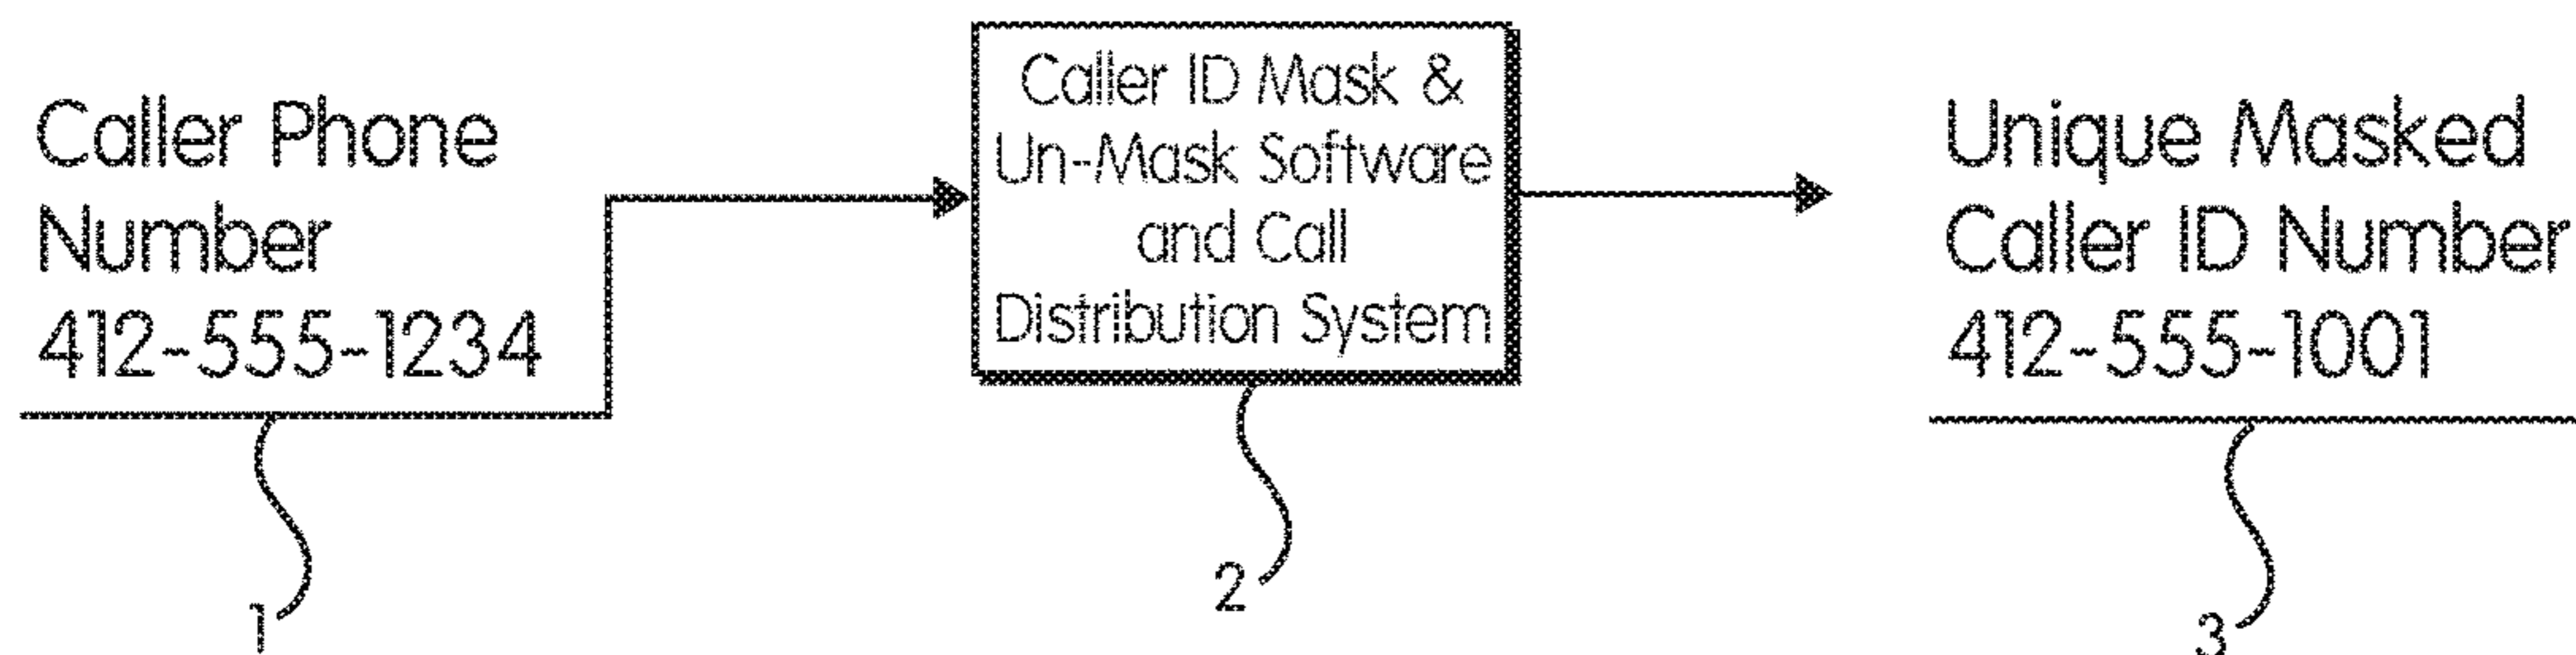 Caller Phone
Number
412-555-1234
1
Caller ID Mask &
Un-Mask Software
and Call
Distribution System
2
Unique Masked
Caller ID Number
412-555-1001
3